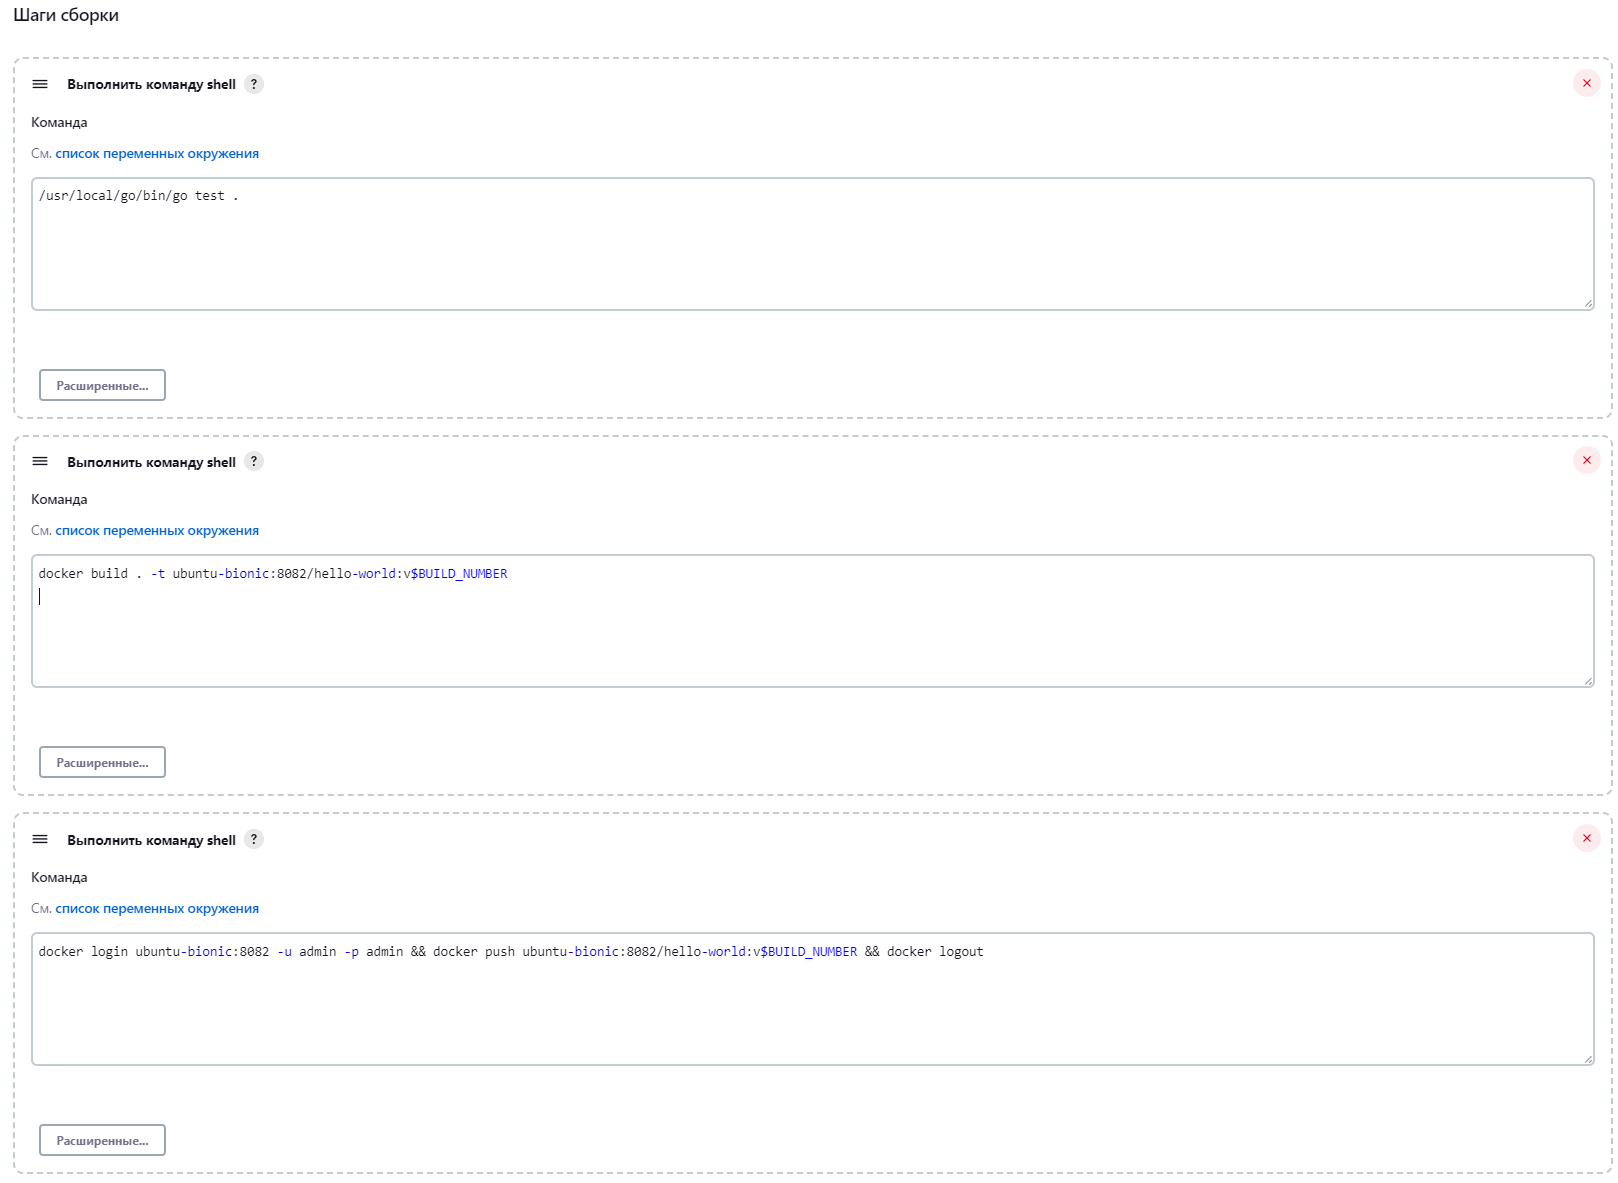 Шаги сборки
Выполнить команду shell ?
Команда
См. список переменных окружения
/usr/local/go/bin/go test .
Расширенные...
Выполнить команду shell ?
Команда
См. список переменных окружения
docker build . -t ubuntu-bionic:8082/hello-world:v$BUILD_NUMBER
Расширенные...
Выполнить команду shell ?
Команда
См. список переменных окружения
docker login ubuntu-bionic:8082 -u admin -p admin && docker push ubuntu-bionic:8082/hello-world:v$BUILD_NUMBER && docker logout
Расширенные...